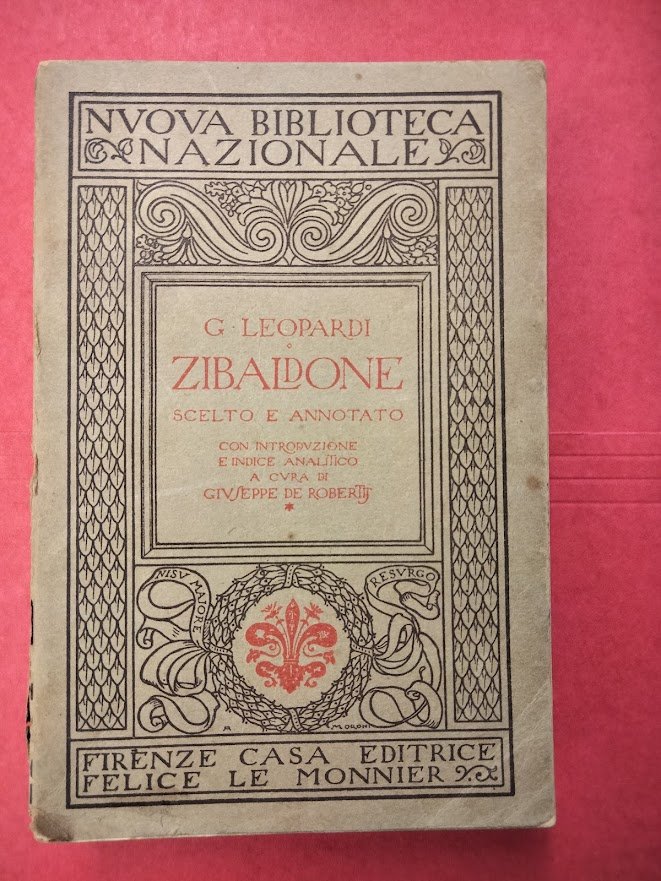 NVOVA BIBLIOTECA
NAZIONALE
G. LEOPARDI
ZIBALDONE
SCELTO E ANNOTATO
CON INTRODVZIONE
E INDICE ANALITICO
A CVRA DI
GIVSEPPE DE ROBERTIS
*
NISV MAIORE
RESVRGO
A MORONI
FIRENZE CASA EDITRICE
FELICE LE MONNIER